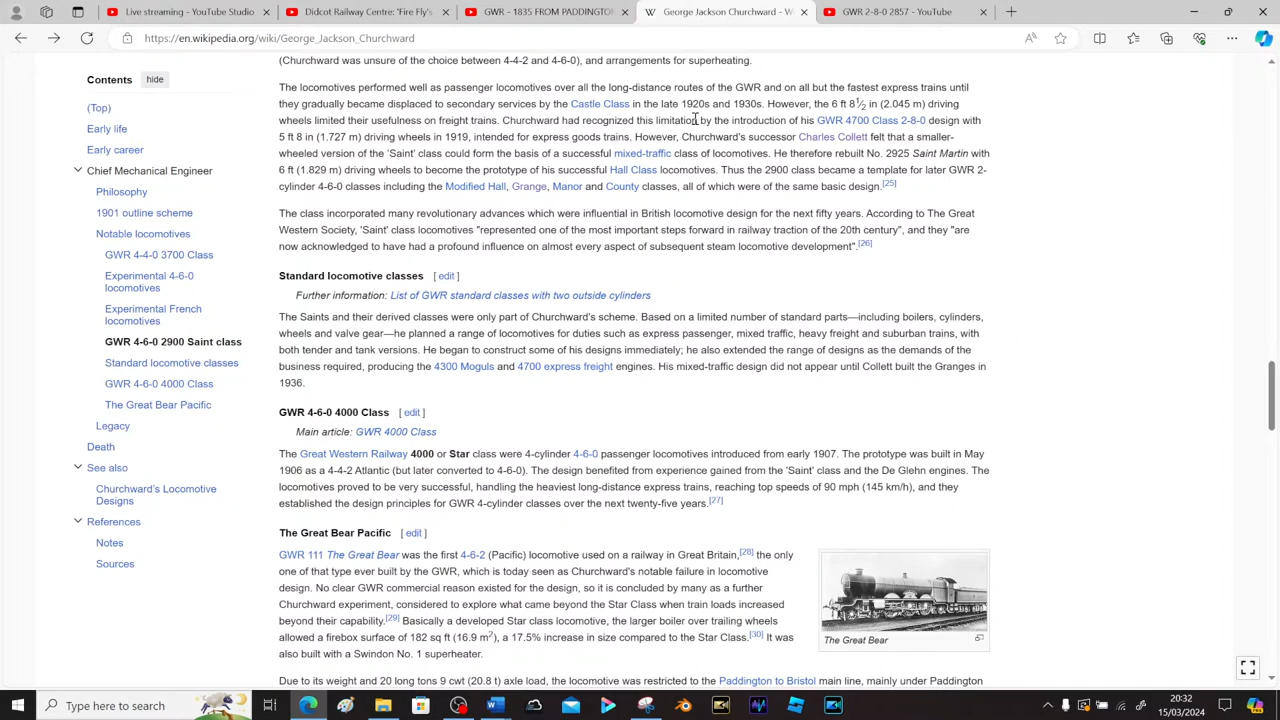 Live streaming - YouTube Studio
Didcot Railway Centre: 'Fire Fly's
GWR - 1835 FROM PADDINGTON
George Jackson Churchward - W
GWR 2-8-0 2857 - YouTube
https://en.wikipedia.org/wiki/George_Jackson_Churchward
Contents hide
(Top)
Early life
Early career
Chief Mechanical Engineer
Philosophy
1901 outline scheme
Notable locomotives
GWR 4-4-0 3700 Class
Experimental 4-6-0
locomotives
Experimental French
locomotives
GWR 4-6-0 2900 Saint class
Standard locomotive classes
GWR 4-6-0 4000 Class
The Great Bear Pacific
Legacy
Death
See also
Churchward's Locomotive
Designs
References
Notes
Sources
(Churchward was unsure of the choice between 4-4-2 and 4-6-0), and arrangements for superheating.
The locomotives performed well as passenger locomotives over all the long-distance routes of the GWR and on all but the fastest express trains until
they gradually became displaced to secondary services by the Castle Class in the late 1920s and 1930s. However, the 6 ft 8 1⁄2 in (2.045 m) driving
wheels limited their usefulness on freight trains. Churchward had recognized this limitation by the introduction of his GWR 4700 Class 2-8-0 design with
5 ft 8 in (1.727 m) driving wheels in 1919, intended for express goods trains. However, Churchward's successor Charles Collett felt that a smaller-
wheeled version of the 'Saint' class could form the basis of a successful mixed-traffic class of locomotives. He therefore rebuilt No. 2925 Saint Martin with
6 ft (1.829 m) driving wheels to become the prototype of his successful Hall Class locomotives. Thus the 2900 class became a template for later GWR 2-
cylinder 4-6-0 classes including the Modified Hall, Grange, Manor and County classes, all of which were of the same basic design.[25]
The class incorporated many revolutionary advances which were influential in British locomotive design for the next fifty years. According to The Great
Western Society, 'Saint' class locomotives "represented one of the most important steps forward in railway traction of the 20th century", and they "are
now acknowledged to have had a profound influence on almost every aspect of subsequent steam locomotive development".[26]
Standard locomotive classes [ edit ]
Further information: List of GWR standard classes with two outside cylinders
The Saints and their derived classes were only part of Churchward's scheme. Based on a limited number of standard parts—including boilers, cylinders,
wheels and valve gear—he planned a range of locomotives for duties such as express passenger, mixed traffic, heavy freight and suburban trains, with
both tender and tank versions. He began to construct some of his designs immediately; he also extended the range of designs as the demands of the
business required, producing the 4300 Moguls and 4700 express freight engines. His mixed-traffic design did not appear until Collett built the Granges in
1936.
GWR 4-6-0 4000 Class [ edit ]
Main article: GWR 4000 Class
The Great Western Railway 4000 or Star class were 4-cylinder 4-6-0 passenger locomotives introduced from early 1907. The prototype was built in May
1906 as a 4-4-2 Atlantic (but later converted to 4-6-0). The design benefited from experience gained from the 'Saint' class and the De Glehn engines. The
locomotives proved to be very successful, handling the heaviest long-distance express trains, reaching top speeds of 90 mph (145 km/h), and they
established the design principles for GWR 4-cylinder classes over the next twenty-five years.[27]
The Great Bear Pacific [ edit ]
GWR 111 The Great Bear was the first 4-6-2 (Pacific) locomotive used on a railway in Great Britain,[28] the only
one of that type ever built by the GWR, which is today seen as Churchward's notable failure in locomotive
design. No clear GWR commercial reason existed for the design, so it is concluded by many as a further
Churchward experiment, considered to explore what came beyond the Star Class when train loads increased
beyond their capability.[29] Basically a developed Star class locomotive, the larger boiler over trailing wheels
allowed a firebox surface of 182 sq ft (16.9 m2), a 17.5% increase in size compared to the Star Class.[30] It was
also built with a Swindon No. 1 superheater.
The Great Bear
Due to its weight and 20 long tons 9 cwt (20.8 t) axle load, the locomotive was restricted to the Paddington to Bristol main line, mainly under Paddington
Type here to search
20:32
15/03/2024